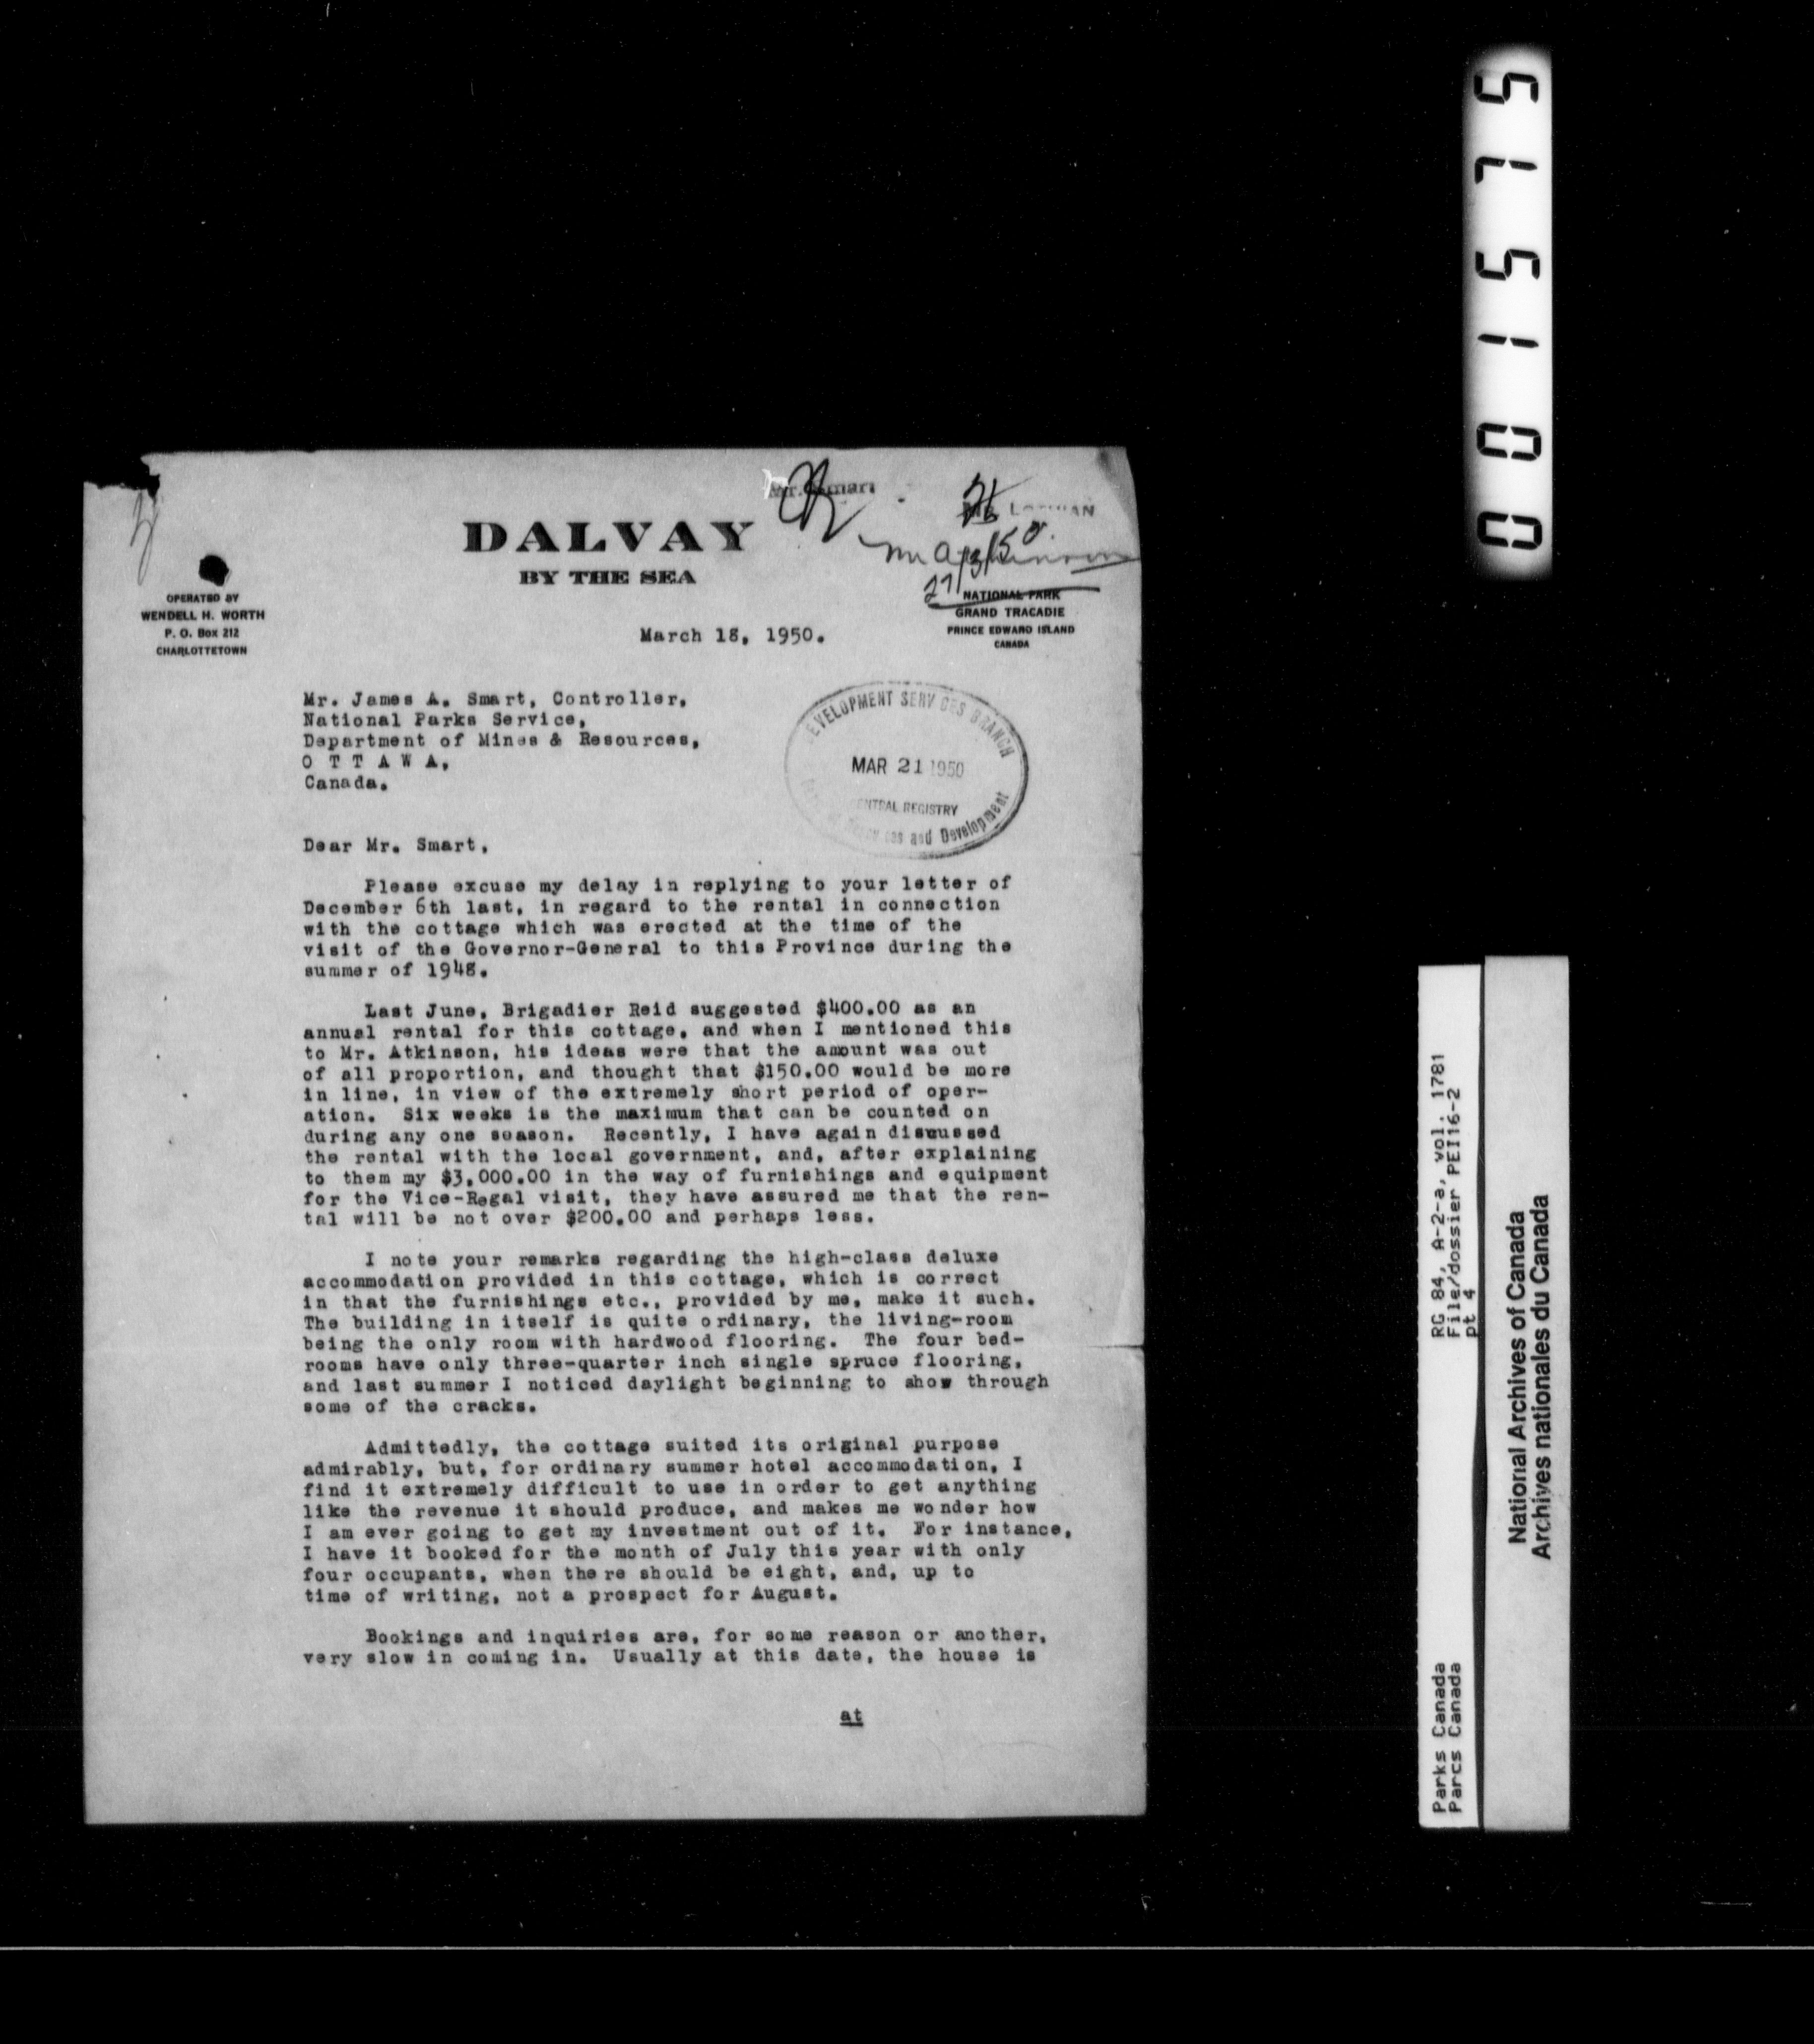 Mr. Smart
DALVAY
BY THE SEA
OPERATED BY
WENDELL H. WORTH
P. O. Box 212
CHARLOTTETOWN
27/3/50
NATIONAL PARK
GRAND TRACADIE
PRINCE EDWARD ISLAND
CANADA
March 18, 1950.
Mr. James A. Smart, Controller,
National Parks Service,
Department of Mines & Resources,
O T T A W A,
Canada.
DEVELOPMENT SERVICES BRANCH
MAR 21 1950
CENTRAL REGISTRY
and Development
Dear Mr. Smart,
Please excuse my delay in replying to your letter of
December 6th last, in regard to the rental in connection
with the cottage which was erected at the time of the
visit of the Governor-General to this Province during the
summer of 1948.
Last June, Brigadier Reid suggested $400.00 as an
annual rental for this cottage, and when I mentioned this
to Mr. Atkinson, his ideas were that the amount was out
of all proportion, and thought that $150.00 would be more
in line, in view of the extremely short period of oper-
ation. Six weeks is the maximum that can be counted on
during any one season. Recently, I have again discussed
the rental with the local government, and, after explaining
to them my $3,000.00 in the way of furnishings and equipment
for the Vice-Regal visit, they have assured me that the ren-
tal will be not over $200.00 and perhaps less.
I note your remarks regarding the high-class deluxe
accommodation provided in this cottage, which is correct
in that the furnishings etc., provided by me, make it such.
The building in itself is quite ordinary, the living-room
being the only room with hardwood flooring. The four bed-
rooms have only three-quarter inch single spruce flooring,
and last summer I noticed daylight beginning to show through
some of the cracks.
Admittedly, the cottage suited its original purpose
admirably, but, for ordinary summer hotel accommodation, I
find it extremely difficult to use in order to get anything
like the revenue it should produce, and makes me wonder how
I am ever going to get my investment out of it. For instance,
I have it booked for the month of July this year with only
four occupants, when there should be eight, and, up to
time of writing, not a prospect for August.
Bookings and inquiries are, for some reason or another,
very slow in coming in. Usually at this date, the house is
at
0 0 1 5 1 5
RG 84, A-2-a, vol. 1781
File/dossier PEI16-2
pt 4
Parks Canada
Parcs Canada
National Archives of Canada
Archives nationales du Canada